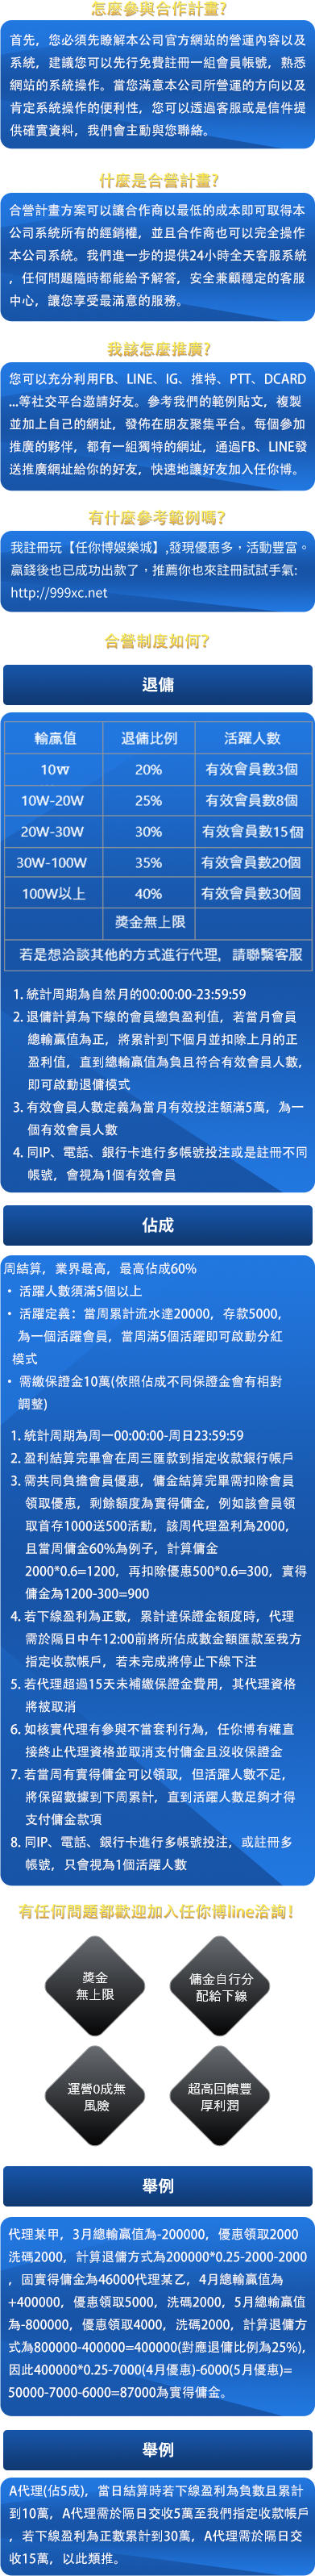 怎麼參與合作計畫?
首先，您必須先瞭解本公司官方網站的營運內容以及
系統，建議您可以先行免費註冊一組會員帳號，熟悉
網站的系統操作。當您滿意本公司所營運的方向以及
肯定系統操作的便利性，您可以透過客服或是信件提
供確實資料，我們會主動與您聯絡。
什麼是合營計畫?
合營計畫方案可以讓合作商以最低的成本即可取得本
公司系統所有的經銷權，並且合作商也可以完全操作
本公司系統。我們進一步的提供24小時全天客服系統
，任何問題隨時都能給予解答，安全兼顧穩定的客服
中心，讓您享受最滿意的服務。
我該怎麼推廣?
您可以充分利用FB、LINE、IG、推特、PTT、DCARD
...等社交平台邀請好友。參考我們的範例貼文，複製
並加上自己的網址，發佈在朋友聚集平台。每個參加
推廣的夥伴，都有一組獨特的網址，通過FB、LINE發
送推廣網址給你的好友，快速地讓好友加入任你博。
有什麼參考範例嗎?
我註冊玩【任你博娛樂城】,發現優惠多，活動豐富。
贏錢後也已成功出款了，推薦你也來註冊試試手氣:
http://999xc.net
合營制度如何?
退傭
輸贏值 退傭比例 活躍人數
10w 20% 有效會員數3個
10W-20W 25% 有效會員數8個
20W-30W 30% 有效會員數15個
30W-100W 35% 有效會員數20個
100W以上 40% 有效會員數30個
獎金無上限
若是想洽談其他的方式進行代理，請聯繫客服
1. 統計周期為自然月的00:00:00-23:59:59
2. 退傭計算為下線的會員總負盈利值，若當月會員
總輸贏值為正，將累計到下個月並扣除上月的正
盈利值，直到總輸贏值為負且符合有效會員人數，
即可啟動退傭模式
3. 有效會員人數定義為當月有效投注額滿5萬，為一
個有效會員人數
4. 同IP、電話、銀行卡進行多帳號投注或是註冊不同
帳號，會視為1個有效會員
佔成
周結算，業界最高，最高佔成60%
• 活躍人數須滿5個以上
• 活躍定義：當周累計流水達20000，存款5000，
為一個活躍會員，當周滿5個活躍即可啟動分紅
模式
• 需繳保證金10萬(依照佔成不同保證金會有相對
調整)
1. 統計周期為周一00:00:00-周日23:59:59
2. 盈利結算完畢會在周三匯款到指定收款銀行帳戶
3. 需共同負擔會員優惠，傭金結算完畢需扣除會員
領取優惠，剩餘額度為實得傭金，例如該會員領
取首存1000送500活動，該周代理盈利為2000，
且當周傭金60%為例子，計算傭金
2000*0.6=1200，再扣除優惠500*0.6=300，實得
傭金為1200-300=900
4. 若下線盈利為正數，累計達保證金額度時，代理
需於隔日中午12:00前將所佔成數金額匯款至我方
指定收款帳戶，若未完成將停止下線下注
5. 若代理超過15天未補繳保證金費用，其代理資格
將被取消
6. 如核實代理有參與不當套利行為，任你博有權直
接終止代理資格並取消支付傭金且沒收保證金
7. 若當周有實得傭金可以領取，但活躍人數不足，
將保留數據到下周累計，直到活躍人數足夠才得
支付傭金款項
8. 同IP、電話、銀行卡進行多帳號投注，或註冊多
帳號，只會視為1個活躍人數
有任何問題都歡迎加入任你博line洽詢!
獎金
無上限
傭金自行分
配給下線
運營0成無
風險
超高回饋豐
厚利潤
舉例
代理某甲，3月總輸贏值為-200000，優惠領取2000
洗碼2000，計算退傭方式為200000*0.25-2000-2000
，固實得傭金為46000代理某乙，4月總輸贏值為
+400000，優惠領取5000，洗碼2000，5月總輸贏值
為-800000，優惠領取4000，洗碼2000，計算退傭方
式為800000-400000=400000(對應退傭比例為25%)，
因此400000*0.25-7000(4月優惠)-6000(5月優惠)=
50000-7000-6000=87000為實得傭金。
舉例
A代理(佔5成)，當日結算時若下線盈利為負數且累計
到10萬，A代理需於隔日交收5萬至我們指定收款帳戶
，若下線盈利為正數累計到30萬，A代理需於隔日交
收15萬，以此類推。